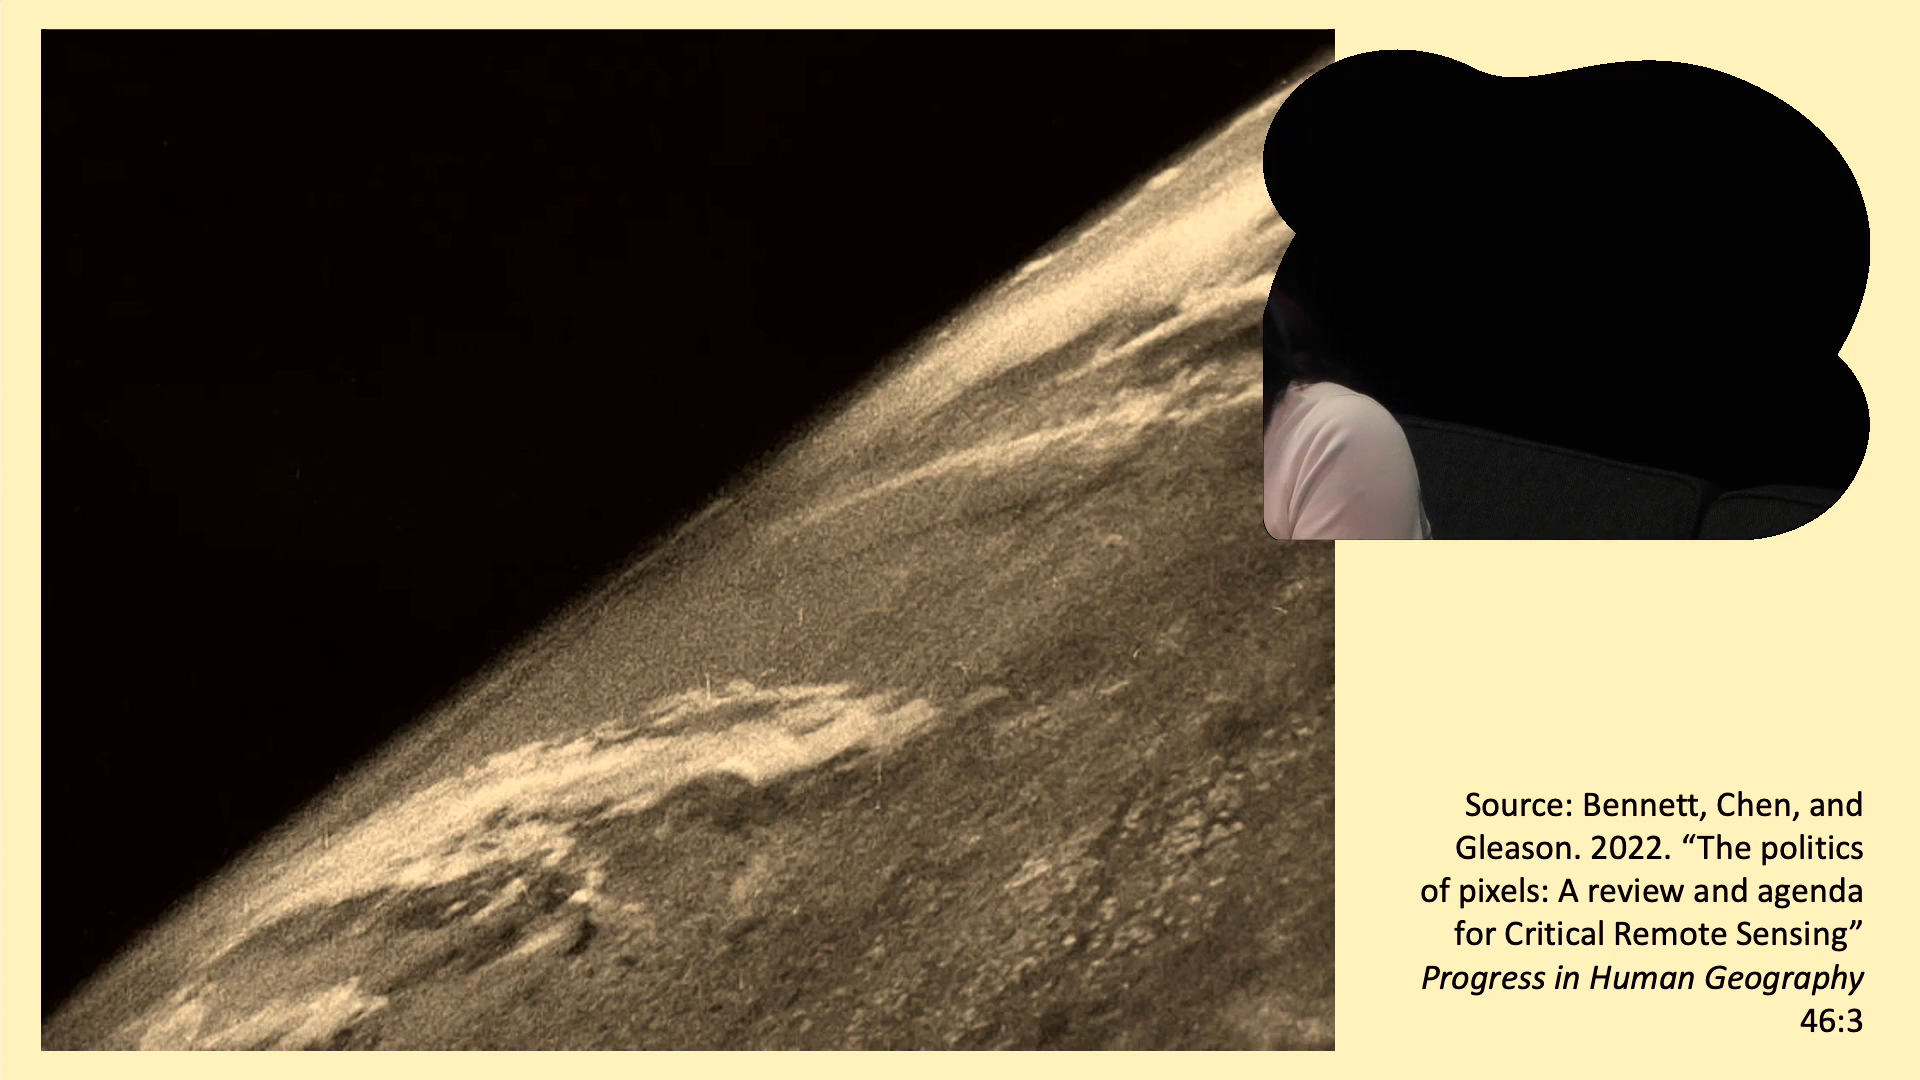 Source: Bennett, Chen, and
Gleason. 2022. “The politics
of pixels: A review and agenda
for Critical Remote Sensing”
Progress in Human Geography
46:3